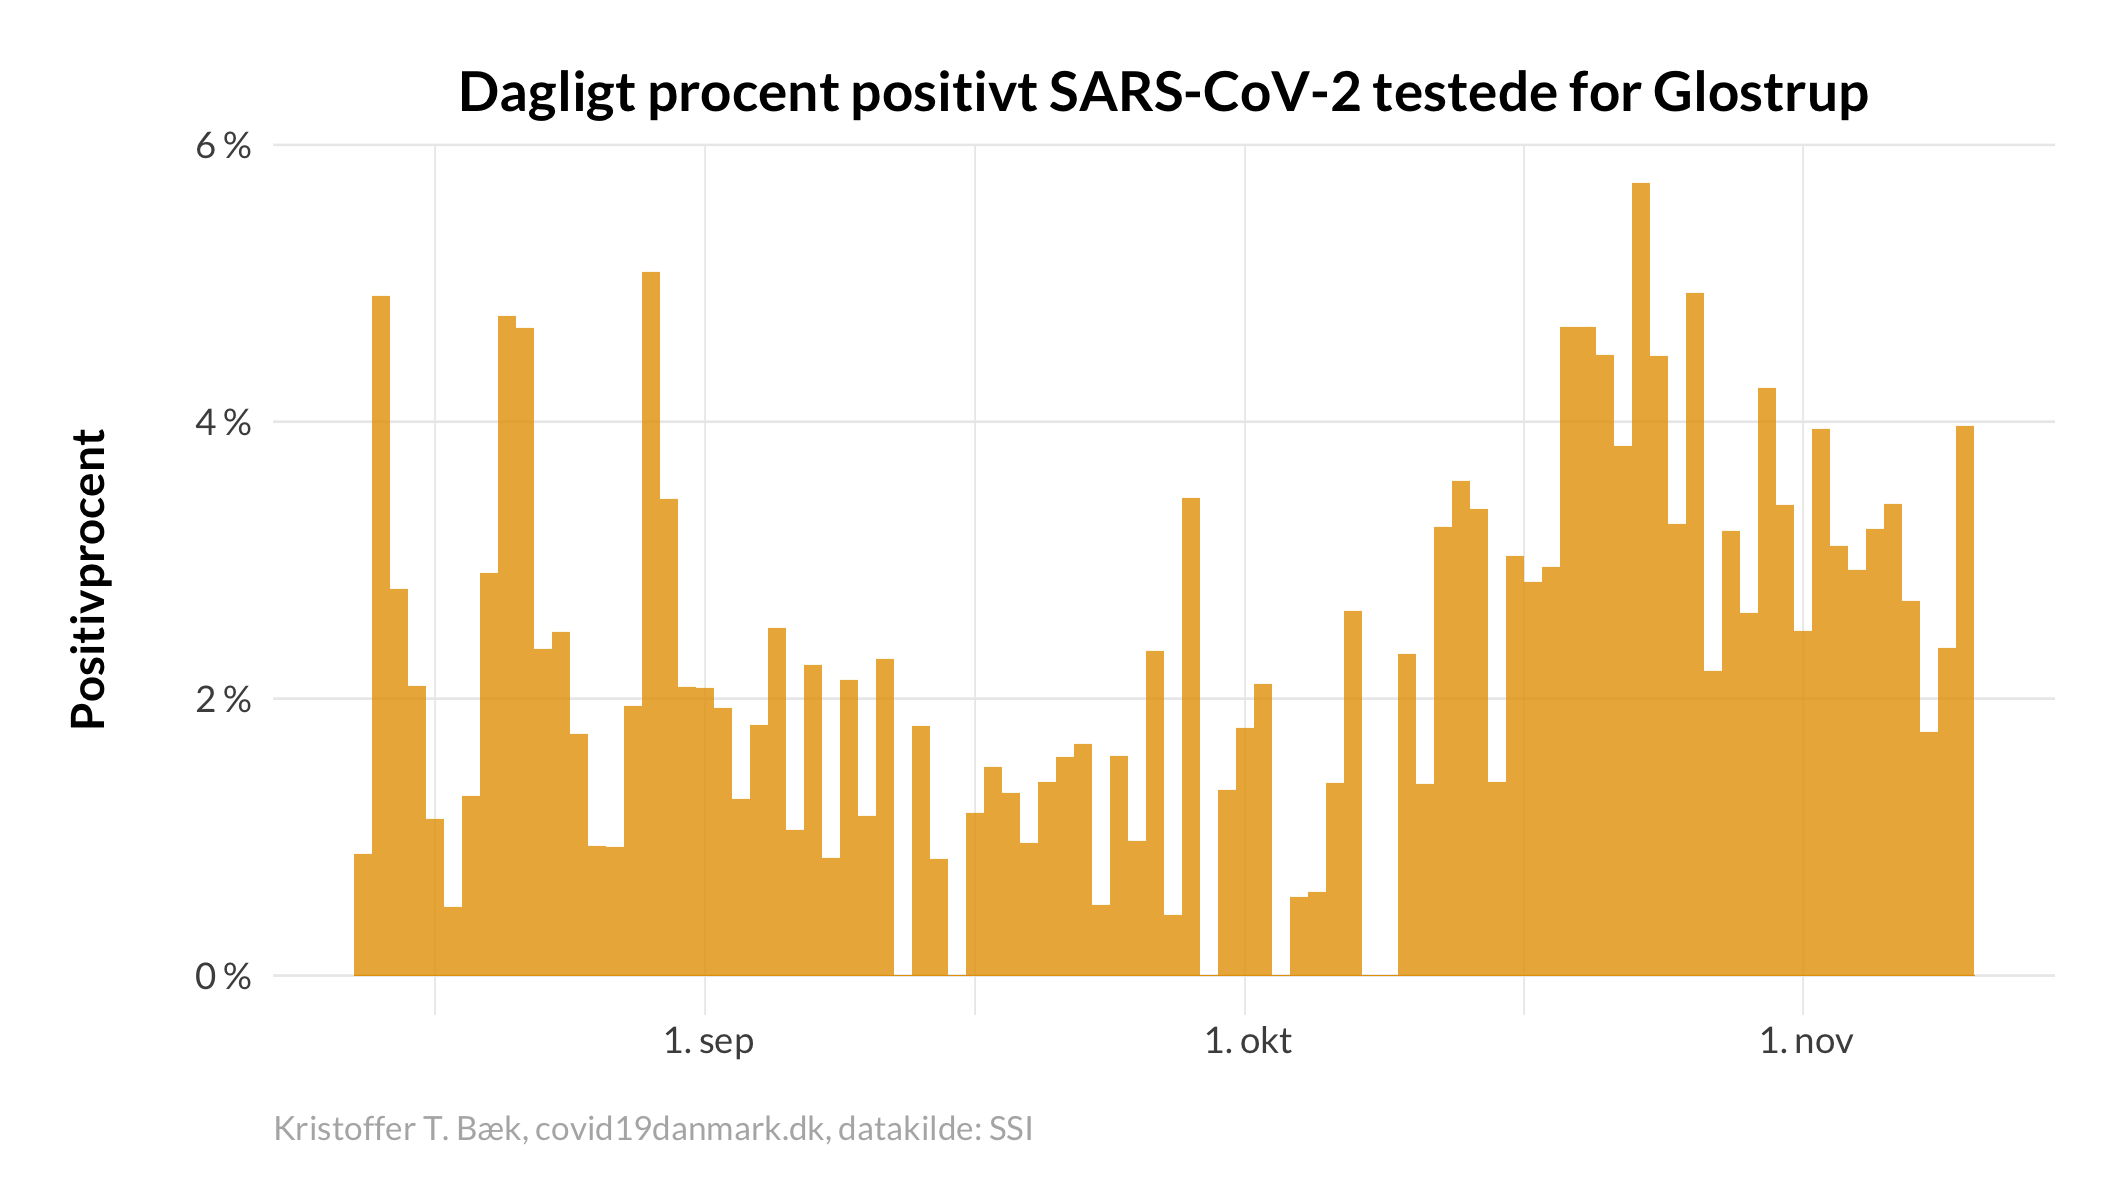 Dagligt procent positivt SARS-CoV-2 testede for Glostrup
6 %
4 %
2 %
0 %
Positivprocent
1. sep
1. okt
1. nov
Kristoffer T. Bæk, covid19danmark.dk, datakilde: SSI